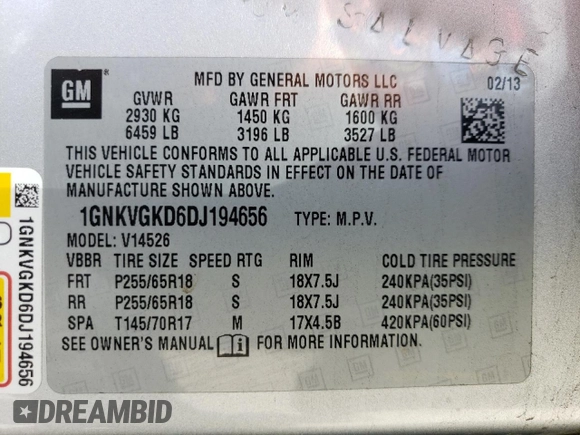 SALVAGE
GM
MFD BY GENERAL MOTORS LLC
02/13
GVWR GAWR FRT GAWR RR
2930 KG 1450 KG 1600 KG
6459 LB 3196 LB 3527 LB
THIS VEHICLE CONFORMS TO ALL APPLICABLE U.S. FEDERAL MOTOR
VEHICLE SAFETY STANDARDS IN EFFECT ON THE DATE OF
MANUFACTURE SHOWN ABOVE.
1GNKVGKD6DJ194656 TYPE: M.P.V.
MODEL: V14526
VBBR TIRE SIZE SPEED RTG RIM COLD TIRE PRESSURE
FRT P255/65R18 S 18X7.5J 240KPA(35PSI)
RR P255/65R18 S 18X7.5J 240KPA(35PSI)
SPA T145/70R17 M 17X4.5B 420KPA(60PSI)
SEE OWNER'S MANUAL FOR MORE INFORMATION.
1GNKVGKD6DJ194656
DREAMBID